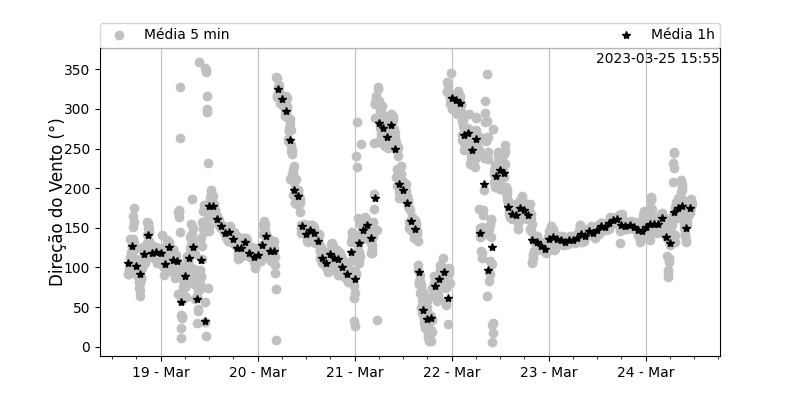 Média 5 min
Média 1h
2023-03-25 15:55
Direção do Vento (°)
350
300
250
200
150
100
50
0
19 - Mar
20 - Mar
21 - Mar
22 - Mar
23 - Mar
24 - Mar